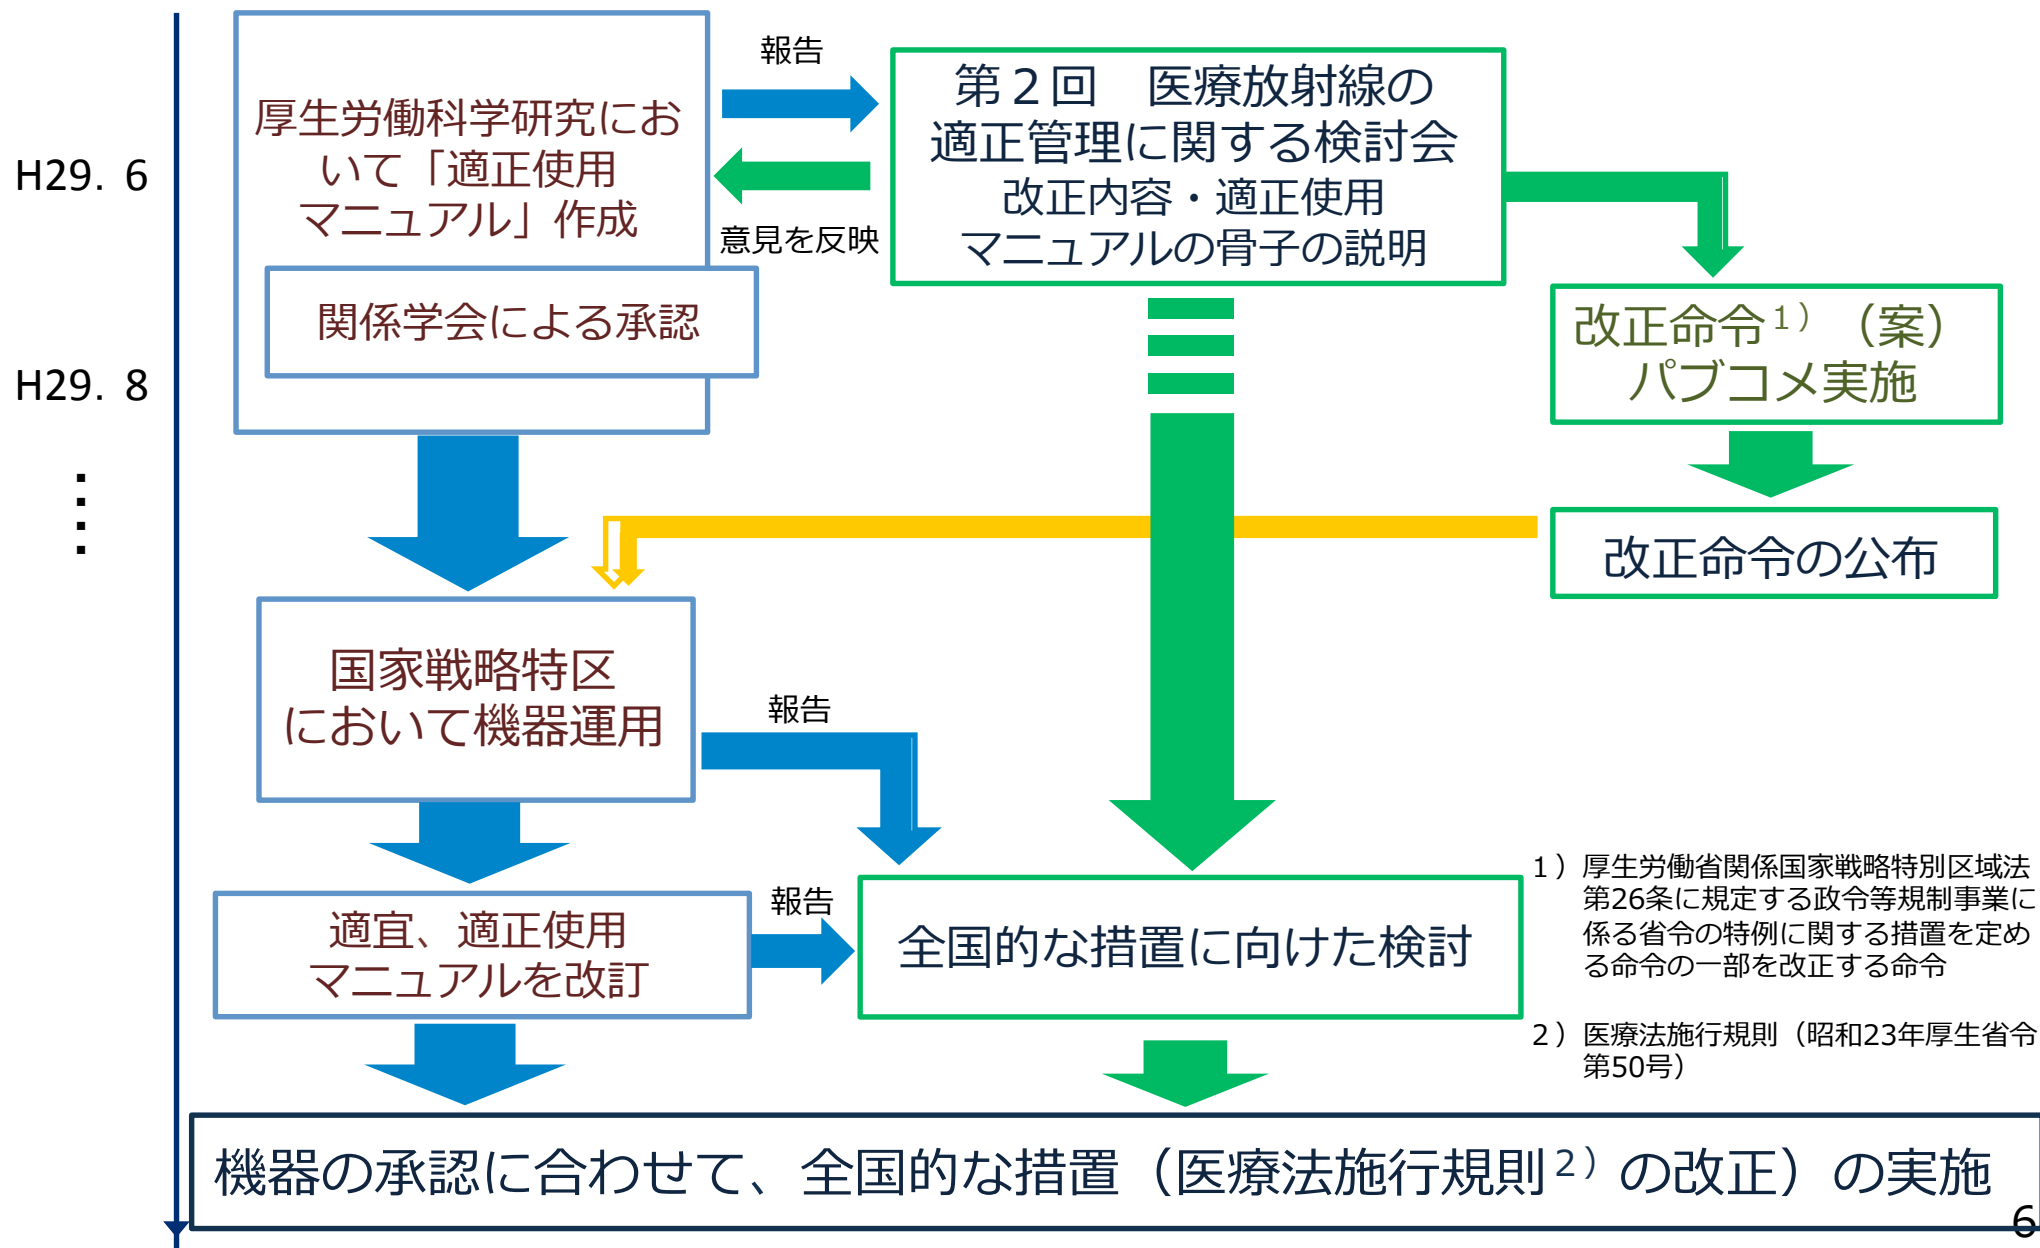 H29. 6
H29. 8
厚生労働科学研究にお
いて「適正使用
マニュアル」作成
関係学会による承認
報告
意見を反映
第２回　医療放射線の
適正管理に関する検討会
改正内容・適正使用
マニュアルの骨子の説明
改正命令１）（案）
パブコメ実施
改正命令の公布
国家戦略特区
において機器運用
報告
適宜、適正使用
マニュアルを改訂
報告
全国的な措置に向けた検討
１）厚生労働省関係国家戦略特別区域法
第26条に規定する政令等規制事業に
係る省令の特例に関する措置を定め
る命令の一部を改正する命令
２）医療法施行規則（昭和23年厚生省令
第50号）
機器の承認に合わせて、全国的な措置（医療法施行規則２）の改正）の実施
6